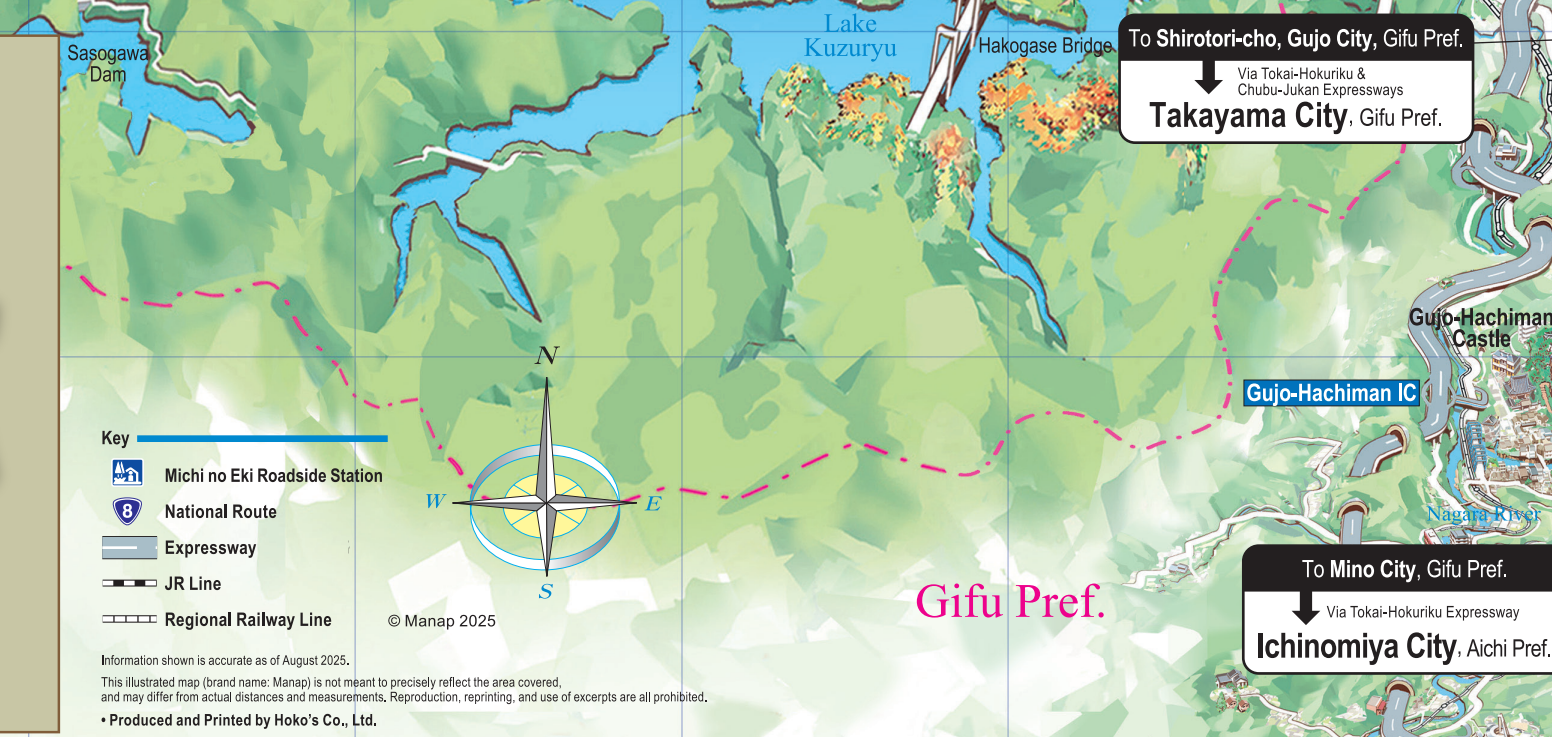 Sasogawa
Dam
Lake
Kuzuryu
Hakogase Bridge
To Shirotori-cho, Gujo City, Gifu Pref.
Via Tokai-Hokuriku &
Chubu-Jukan Expressways
Takayama City, Gifu Pref.
Gujo-Hachiman
Castle
Gujo-Hachiman IC
N
W
E
S
Key
Michi no Eki Roadside Station
8
National Route
Expressway
JR Line
Regional Railway Line
© Manap 2025
Nagara River
Gifu Pref.
To Mino City, Gifu Pref.
Via Tokai-Hokuriku Expressway
Ichinomiya City, Aichi Pref.
Information shown is accurate as of August 2025.
This illustrated map (brand name: Manap) is not meant to precisely reflect the area covered,
and may differ from actual distances and measurements. Reproduction, reprinting, and use of excerpts are all prohibited.
• Produced and Printed by Hoko's Co., Ltd.